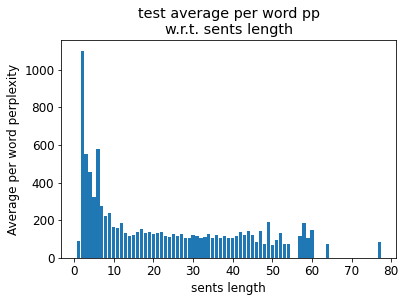 test average per word pp
w.r.t. sents length
Average per word perplexity
1000
800
600
400
200
0
0 10 20 30 40 50 60 70 80
sents length